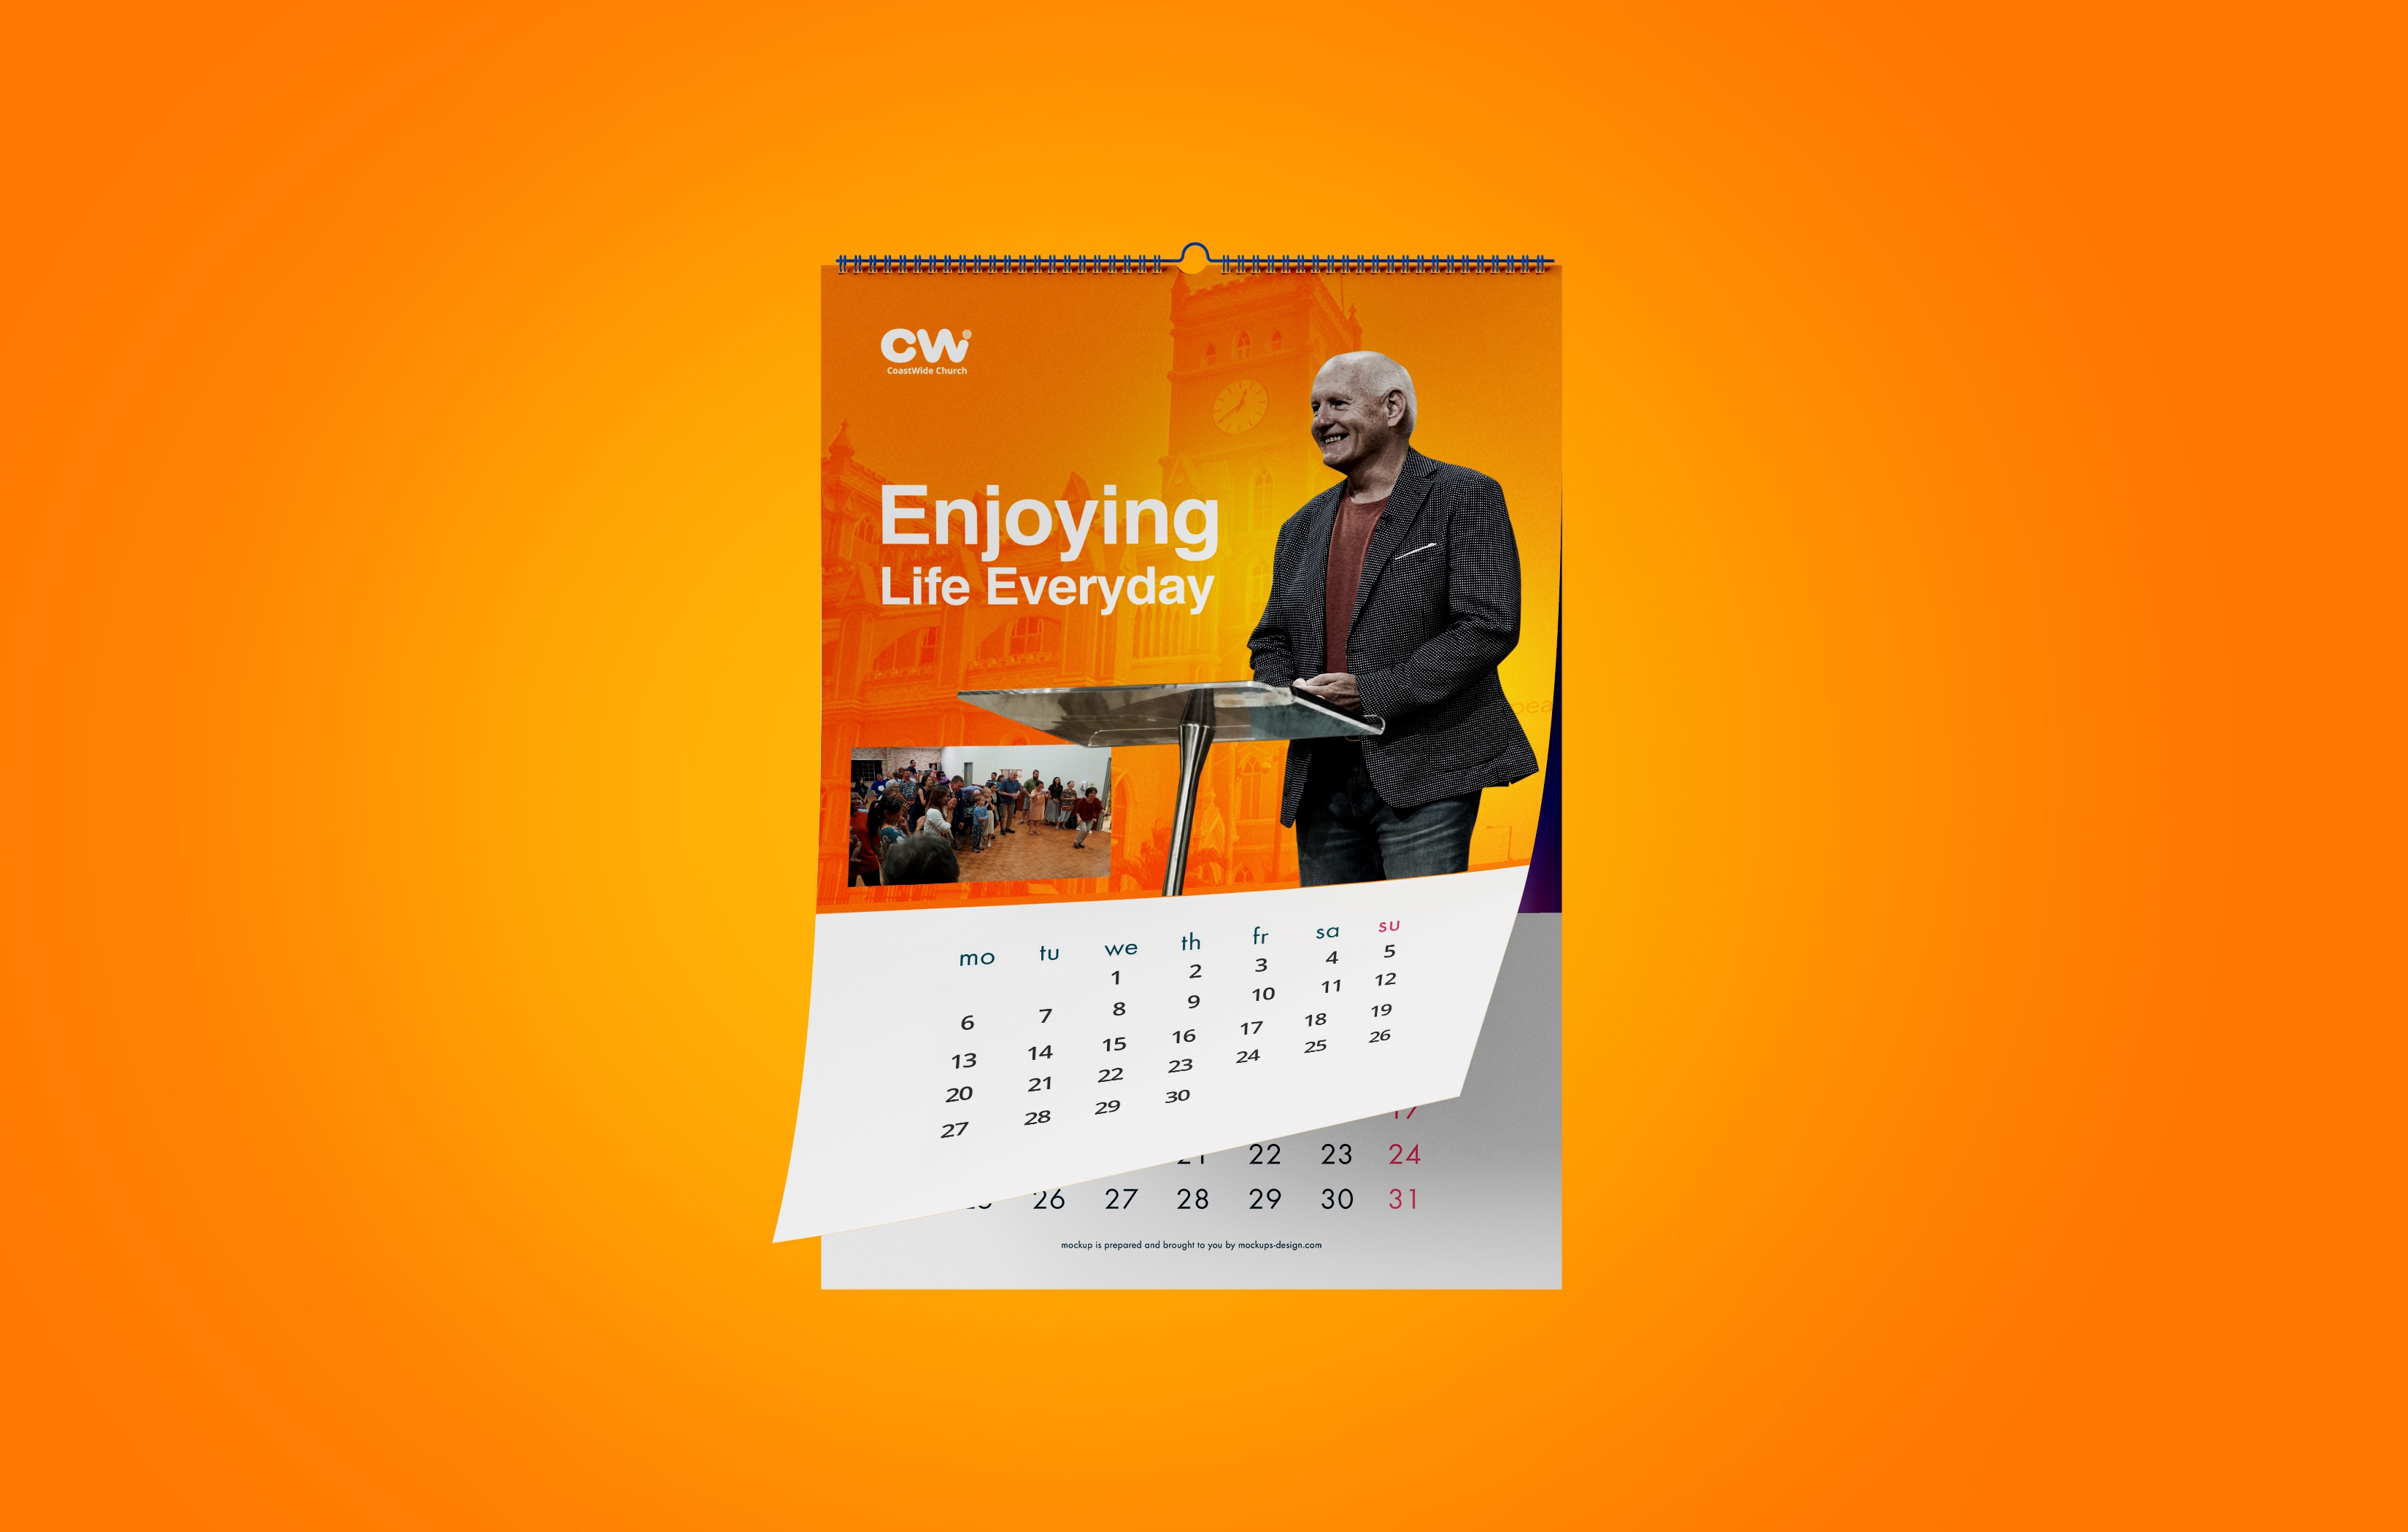 CW
CoastWide Church
Enjoying
Life Everyday
mo tu we th fr sa su
1 2 3 4 5
6 7 8 9 10 11 12
13 14 15 16 17 18 19
20 21 22 23 24 25 26
27 28 29 30
17
21 22 23 24
26 27 28 29 30 31
mockup is prepared and brought to you by mockups-design.com